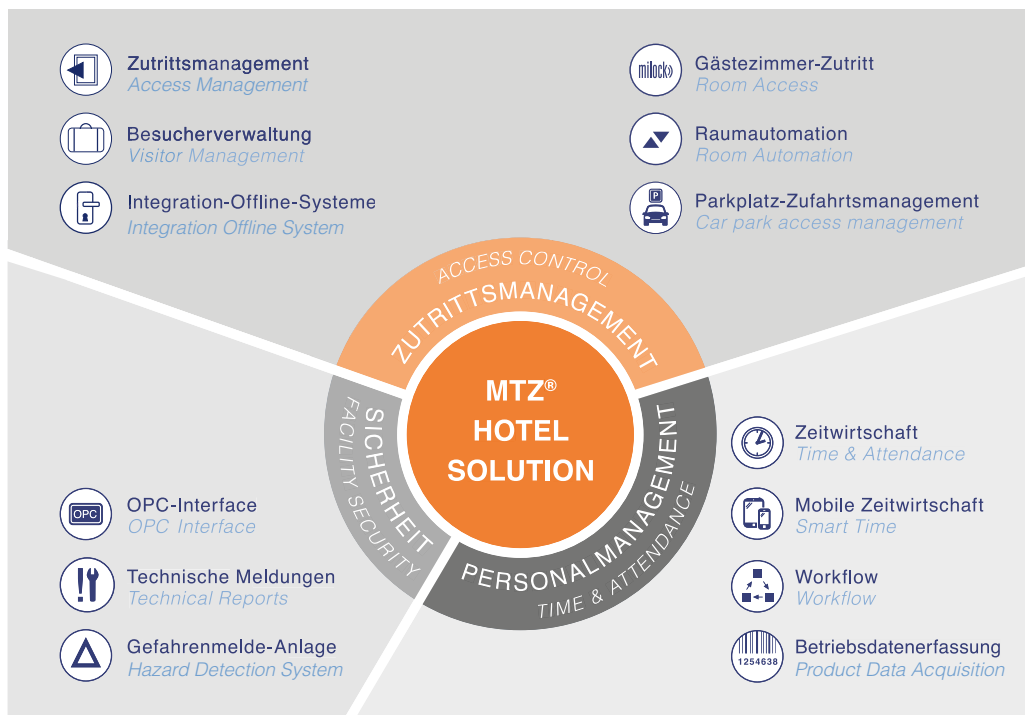 Zutrittsmanagement
Access Management
Besucherverwaltung
Visitor Management
Integration-Offline-Systeme
Integration Offline System
milock
Gästezimmer-Zutritt
Room Access
Raumautomation
Room Automation
P
Parkplatz-Zufahrtsmanagement
Car park access management
ACCESS CONTROL
ZUTRITTSMANAGEMENT
MTZ®
HOTEL
SOLUTION
SICHERHEIT
FACILITY SECURITY
PERSONALMANAGEMENT
TIME & ATTENDANCE
OPC
OPC-Interface
OPC Interface
Technische Meldungen
Technical Reports
Gefahrenmelde-Anlage
Hazard Detection System
Zeitwirtschaft
Time & Attendance
Mobile Zeitwirtschaft
Smart Time
Workflow
Workflow
1254638
Betriebsdatenerfassung
Product Data Acquisition